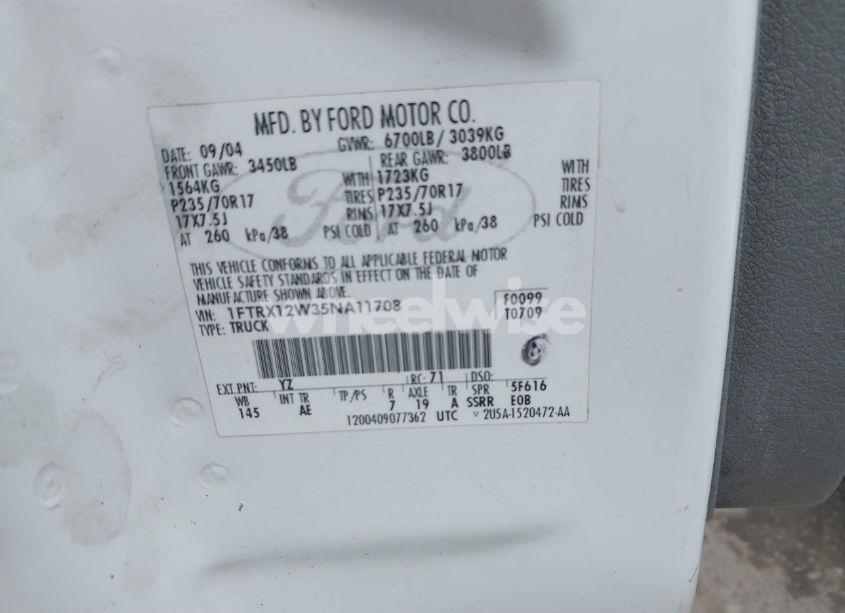 MFD. BY FORD MOTOR CO.
DATE: 09/04 GVWR: 6700LB/ 3039KG
FRONT GAWR: 3450LB REAR GAWR: 3800LB
1564KG WITH 1723KG WITH
P235/70R17 TIRES P235/70R17 TIRES
17X7.5J RIMS 17X7.5J RIMS
AT 260 kPa/38 PSI COLD AT 260 kPa/38 PSI COLD
Ford
THIS VEHICLE CONFORMS TO ALL APPLICABLE FEDERAL MOTOR
VEHICLE SAFETY STANDARDS IN EFFECT ON THE DATE OF
MANUFACTURE SHOWN ABOVE.
VIN: 1FTRX12W35NA11708 F0099
TYPE: TRUCK T0709
wheelwise
EXT PNT: YZ RC: 71 DSO:
WB INT TR TP/PS R AXLE TR SPR 5F616
145 AE 7 19 A SSRR EOB
1200409077362 UTC 2U5A-1520472-AA